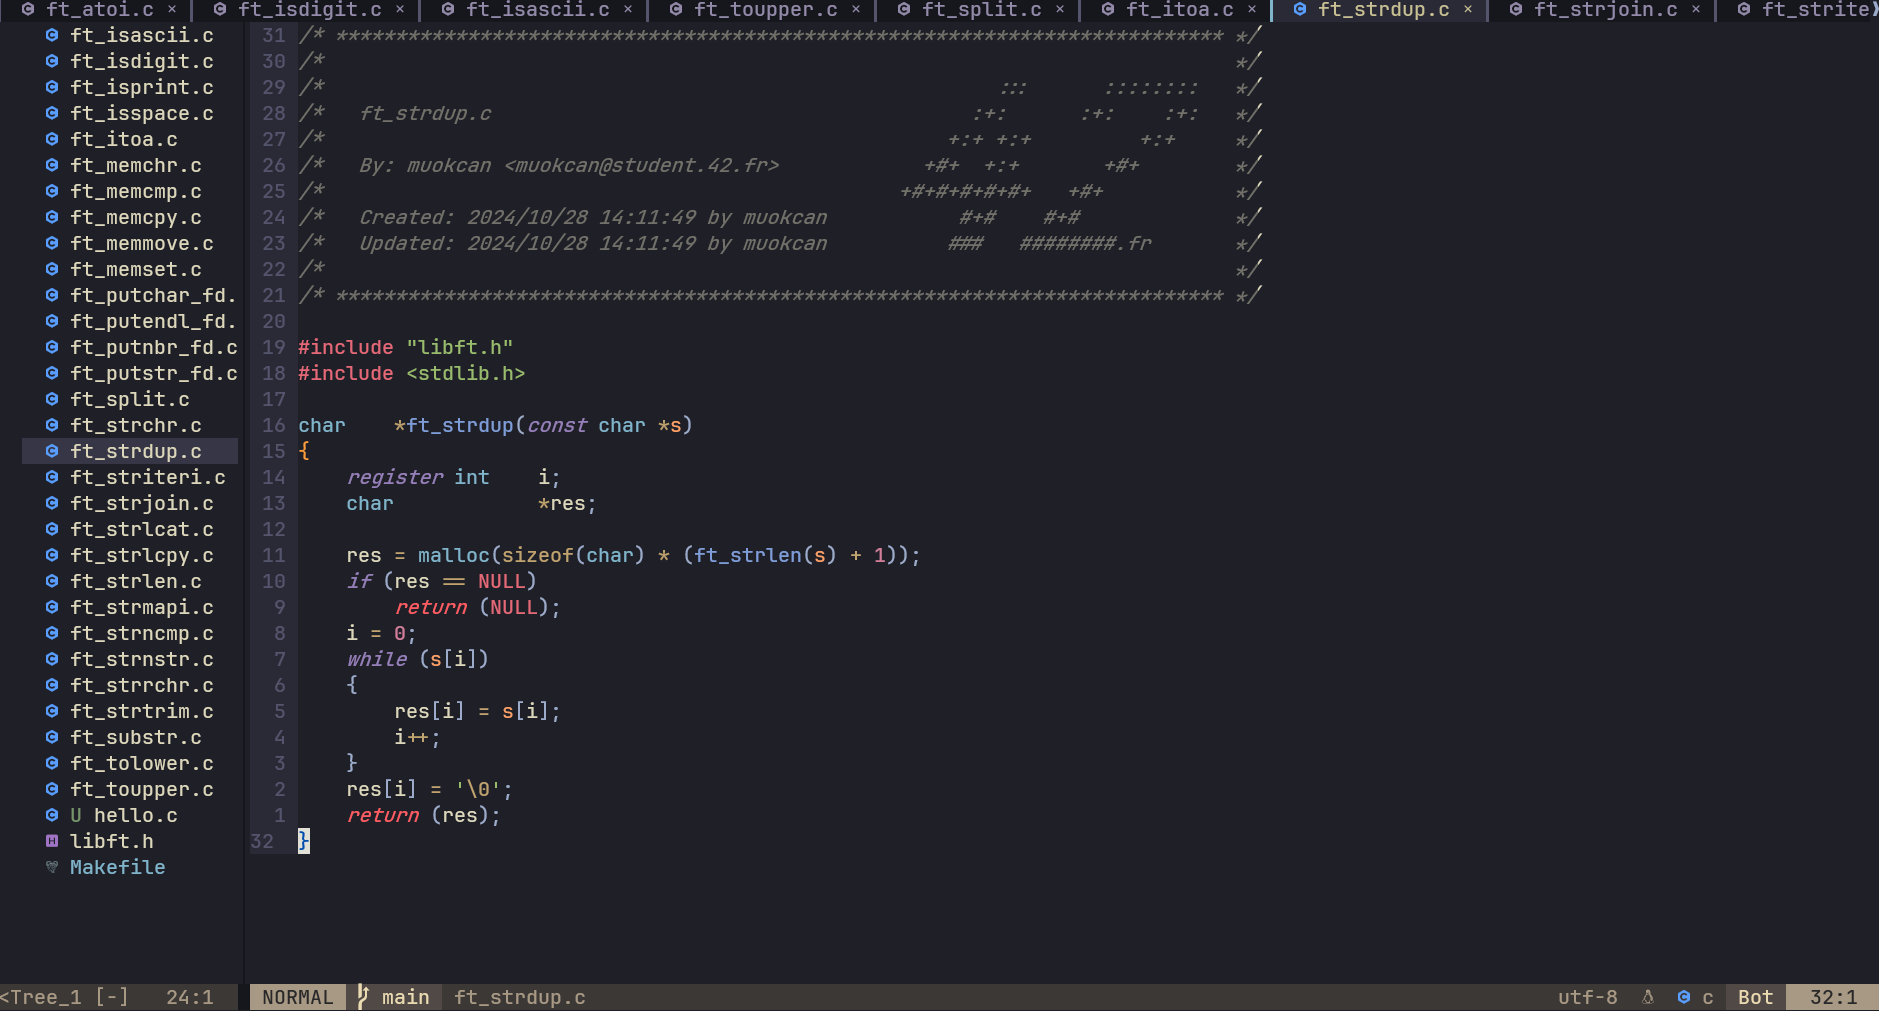 ft_atoi.c × ft_isdigit.c × ft_isascii.c × ft_toupper.c × ft_split.c × ft_itoa.c × ft_strdup.c × ft_strjoin.c × ft_strite
ft_isascii.c
ft_isdigit.c
ft_isprint.c
ft_isspace.c
ft_itoa.c
ft_memchr.c
ft_memcmp.c
ft_memcpy.c
ft_memmove.c
ft_memset.c
ft_putchar_fd.
ft_putendl_fd.
ft_putnbr_fd.c
ft_putstr_fd.c
ft_split.c
ft_strchr.c
ft_strdup.c
ft_striteri.c
ft_strjoin.c
ft_strlcat.c
ft_strlcpy.c
ft_strlen.c
ft_strmapi.c
ft_strncmp.c
ft_strnstr.c
ft_strrchr.c
ft_strtrim.c
ft_substr.c
ft_tolower.c
ft_toupper.c
U hello.c
libft.h
Makefile
31 /* ************************************************************************** */
30 /*                                                                            */
29 /*                                                        :::      ::::::::   */
28 /*   ft_strdup.c                                        :+:      :+:    :+:   */
27 /*                                                    +:+ +:+         +:+     */
26 /*   By: muokcan <muokcan@student.42.fr>            +#+  +:+       +#+        */
25 /*                                                +#+#+#+#+#+   +#+           */
24 /*   Created: 2024/10/28 14:11:49 by muokcan           #+#    #+#             */
23 /*   Updated: 2024/10/28 14:11:49 by muokcan          ###   ########.fr       */
22 /*                                                                            */
21 /* ************************************************************************** */
20
19 #include "libft.h"
18 #include <stdlib.h>
17
16 char    *ft_strdup(const char *s)
15 {
14     register int    i;
13     char            *res;
12
11     res = malloc(sizeof(char) * (ft_strlen(s) + 1));
10     if (res == NULL)
9         return (NULL);
8     i = 0;
7     while (s[i])
6     {
5         res[i] = s[i];
4         i++;
3     }
2     res[i] = '\0';
1     return (res);
32 }
<Tree_1 [-] 24:1 NORMAL main ft_strdup.c utf-8 c Bot 32:1